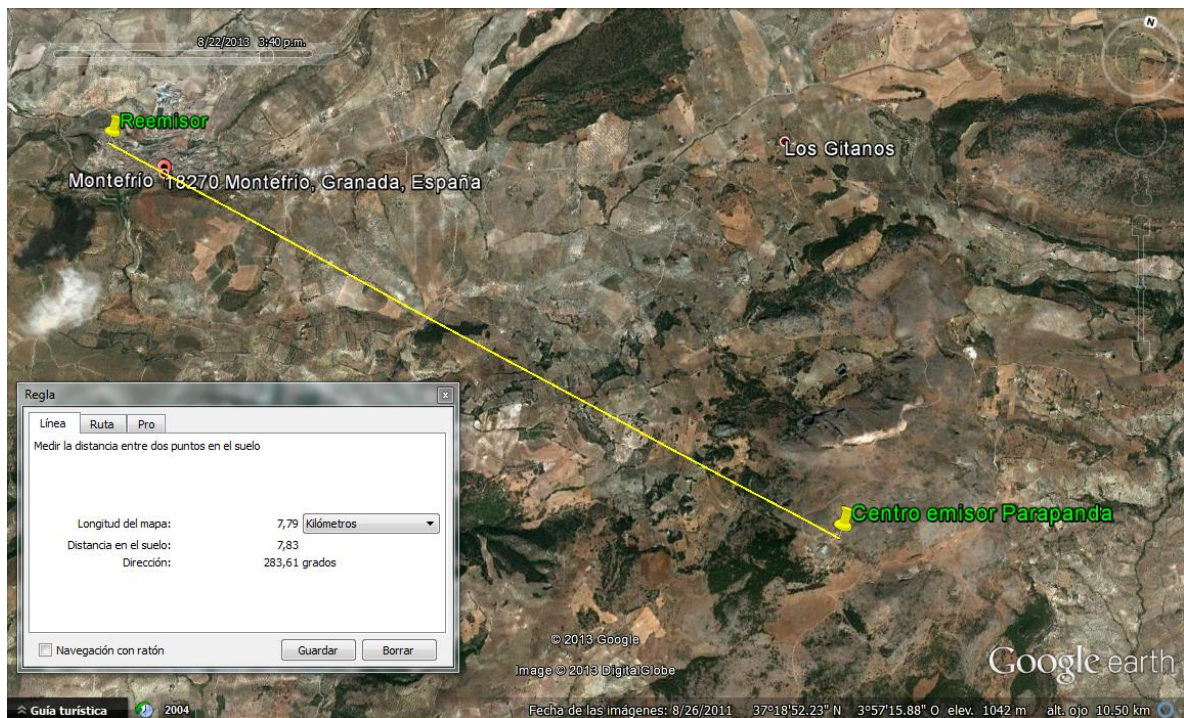 8/22/2013 3:40 p.m.
N
Reemisor
Los Gitanos
Montefrío 18270 Montefrío, Granada, España
Regla
x
Línea Ruta Pro
Medir la distancia entre dos puntos en el suelo
Longitud del mapa: 7,79 Kilómetros
Distancia en el suelo: 7,83
Dirección: 283,61 grados
Navegación con ratón Guardar Borrar
Centro emisor Parapanda
© 2013 Google
Image © 2013 DigitalGlobe
Google earth
Guía turística 2004 Fecha de las imágenes: 8/26/2011 37°18'52.23" N 3°57'15.88" O elev. 1042 m alt. ojo 10.50 km